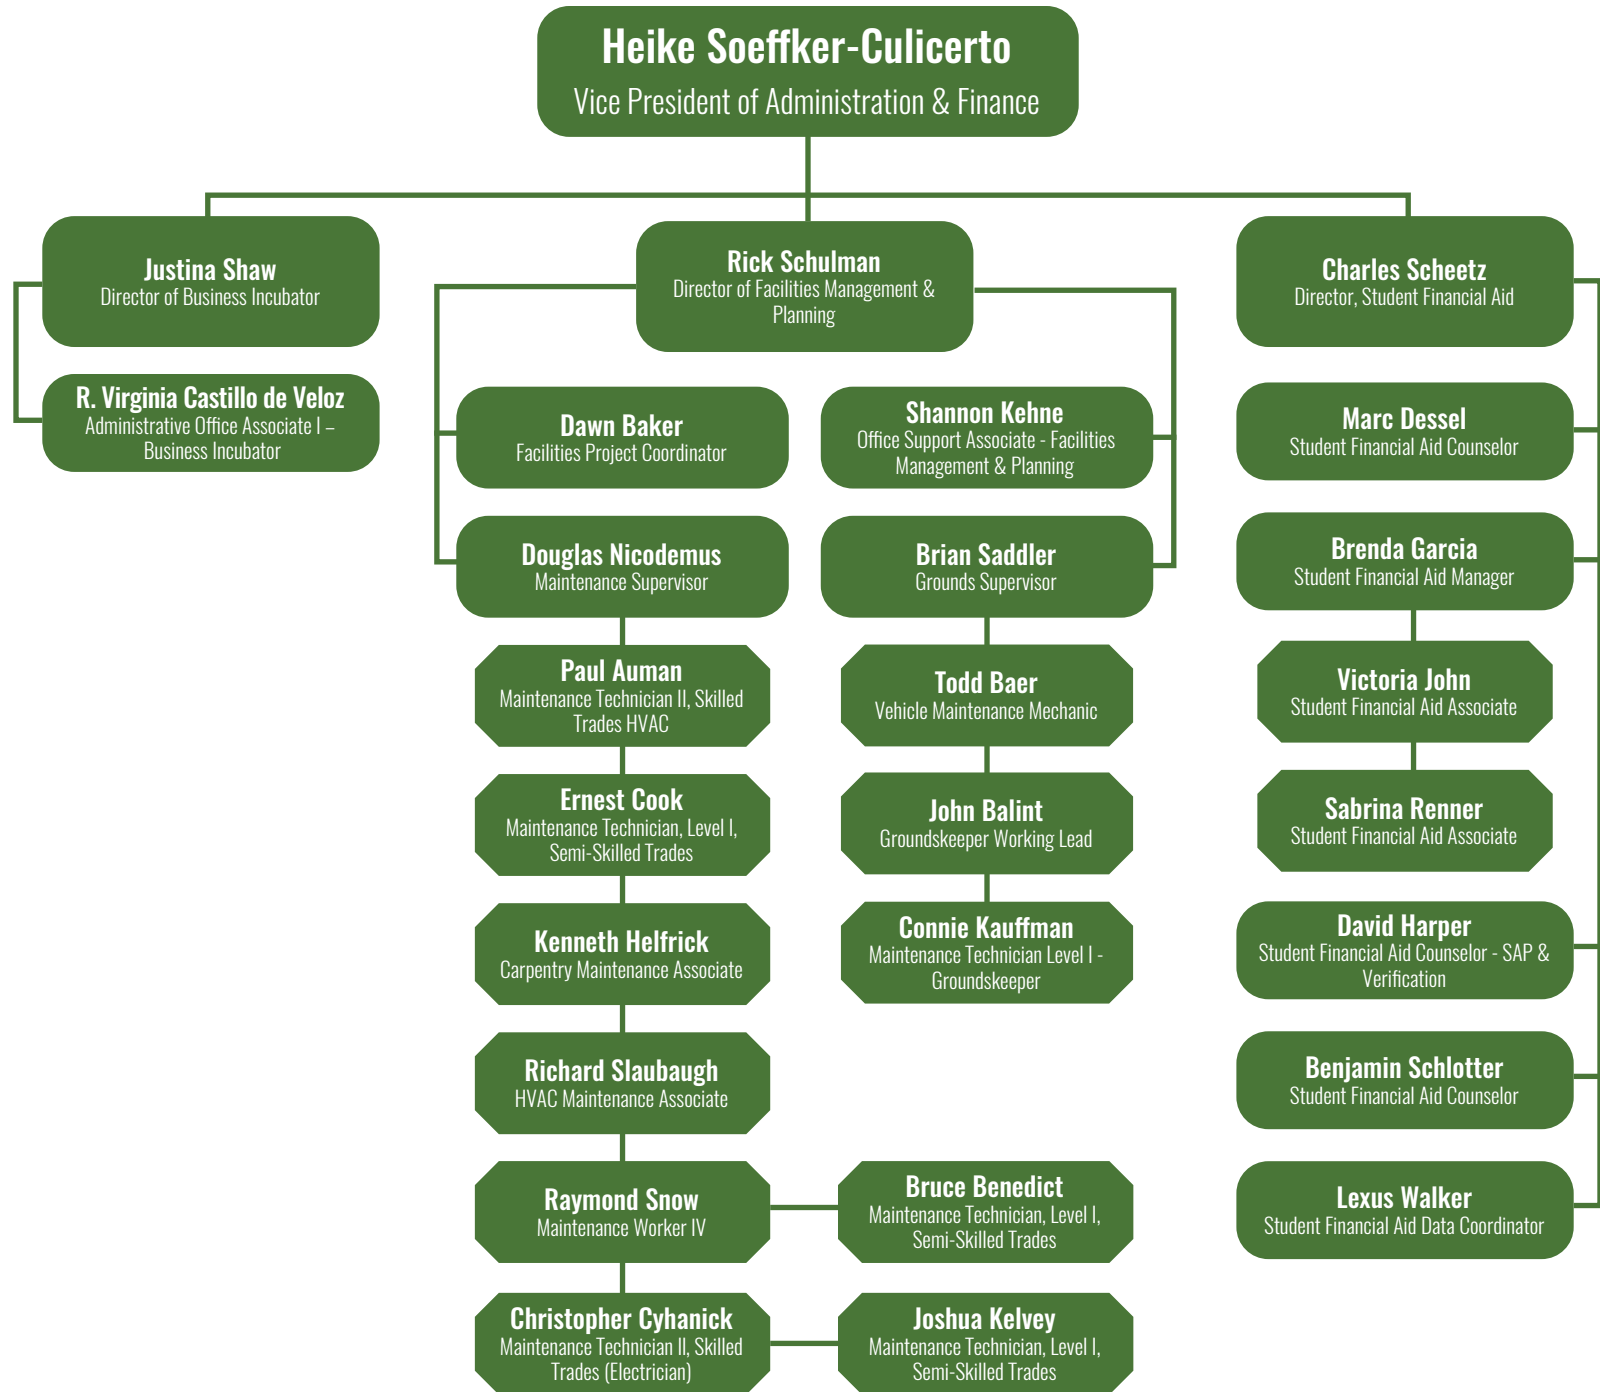 Heike Soeffker-Culicerto
Vice President of Administration & Finance
Justina Shaw
Director of Business Incubator
R. Virginia Castillo de Veloz
Administrative Office Associate I –
Business Incubator
Rick Schulman
Director of Facilities Management &
Planning
Dawn Baker
Facilities Project Coordinator
Shannon Kehne
Office Support Associate - Facilities
Management & Planning
Douglas Nicodemus
Maintenance Supervisor
Brian Saddler
Grounds Supervisor
Paul Auman
Maintenance Technician II, Skilled
Trades HVAC
Ernest Cook
Maintenance Technician, Level I,
Semi-Skilled Trades
Kenneth Helfrick
Carpentry Maintenance Associate
Richard Slaubaugh
HVAC Maintenance Associate
Raymond Snow
Maintenance Worker IV
Bruce Benedict
Maintenance Technician, Level I,
Semi-Skilled Trades
Christopher Cyhanick
Maintenance Technician II, Skilled
Trades (Electrician)
Joshua Kelvey
Maintenance Technician, Level I,
Semi-Skilled Trades
Todd Baer
Vehicle Maintenance Mechanic
John Balint
Groundskeeper Working Lead
Connie Kauffman
Maintenance Technician Level I -
Groundskeeper
Charles Scheetz
Director, Student Financial Aid
Marc Dessel
Student Financial Aid Counselor
Brenda Garcia
Student Financial Aid Manager
Victoria John
Student Financial Aid Associate
Sabrina Renner
Student Financial Aid Associate
David Harper
Student Financial Aid Counselor - SAP &
Verification
Benjamin Schlotter
Student Financial Aid Counselor
Lexus Walker
Student Financial Aid Data Coordinator